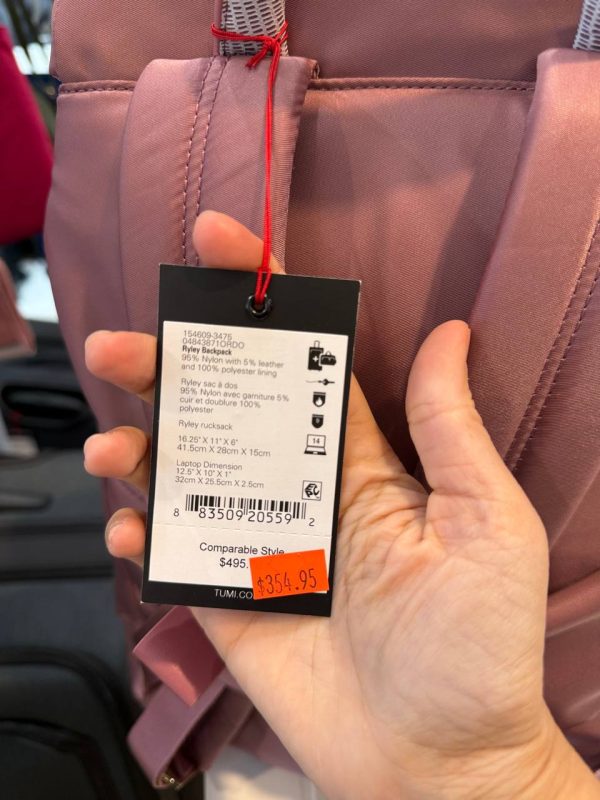 154609-3475
04843871ORDO
Ryley Backpack
95% Nylon with 5% leather
and 100% polyester lining
Ryley sac à dos
95% Nylon avec garniture 5%
cuir et doublure 100%
polyester
Ryley rucksack
16.25" X 11" X 6"
41.5cm X 28cm X 15cm
14
Laptop Dimension
12.5" X 10" X 1"
32cm X 25.5cm X 2.5cm
8 83509 20559 2
Comparable Style
$495.
$354.95
TUMI.CO